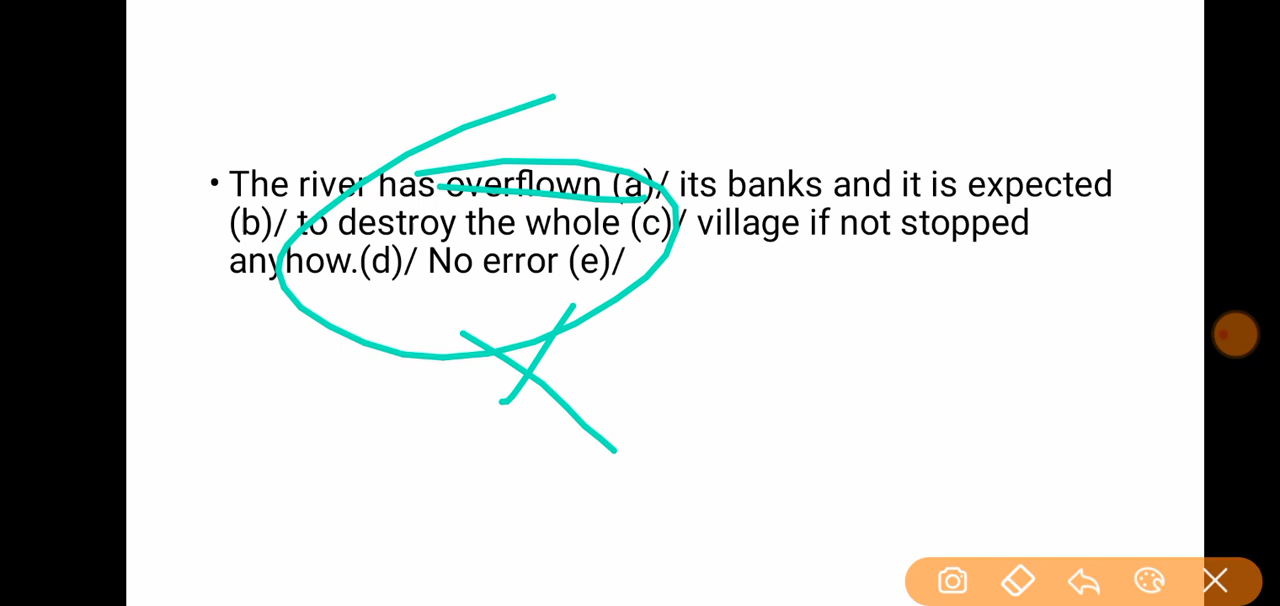 • The river has overflown (a)/ its banks and it is expected
(b)/ to destroy the whole (c)/ village if not stopped
anyhow.(d)/ No error (e)/